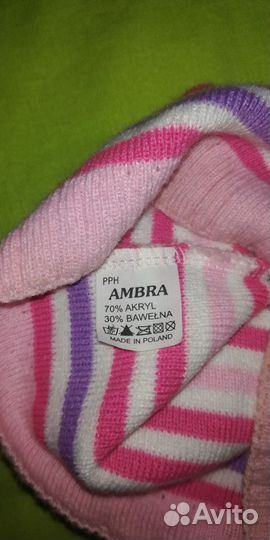 PPH
AMBRA
70% AKRYL
30% BAWEŁNA
MADE IN POLAND
Avito